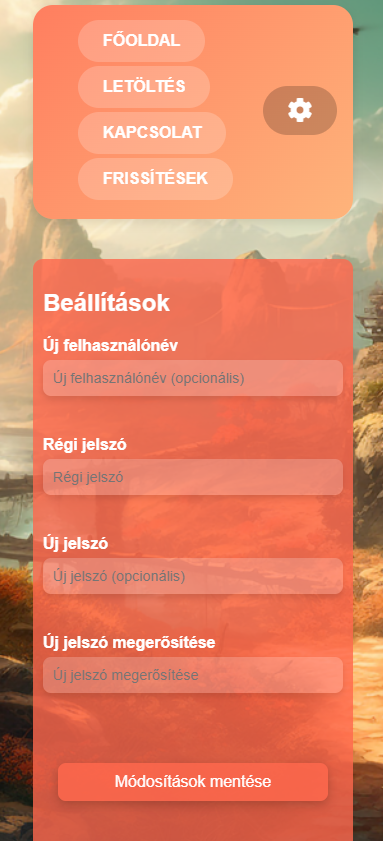 FŐOLDAL
LETÖLTÉS
KAPCSOLAT
FRISSÍTÉSEK
Beállítások
Új felhasználónév
Új felhasználónév (opcionális)
Régi jelszó
Régi jelszó
Új jelszó
Új jelszó (opcionális)
Új jelszó megerősítése
Új jelszó megerősítése
Módosítások mentése